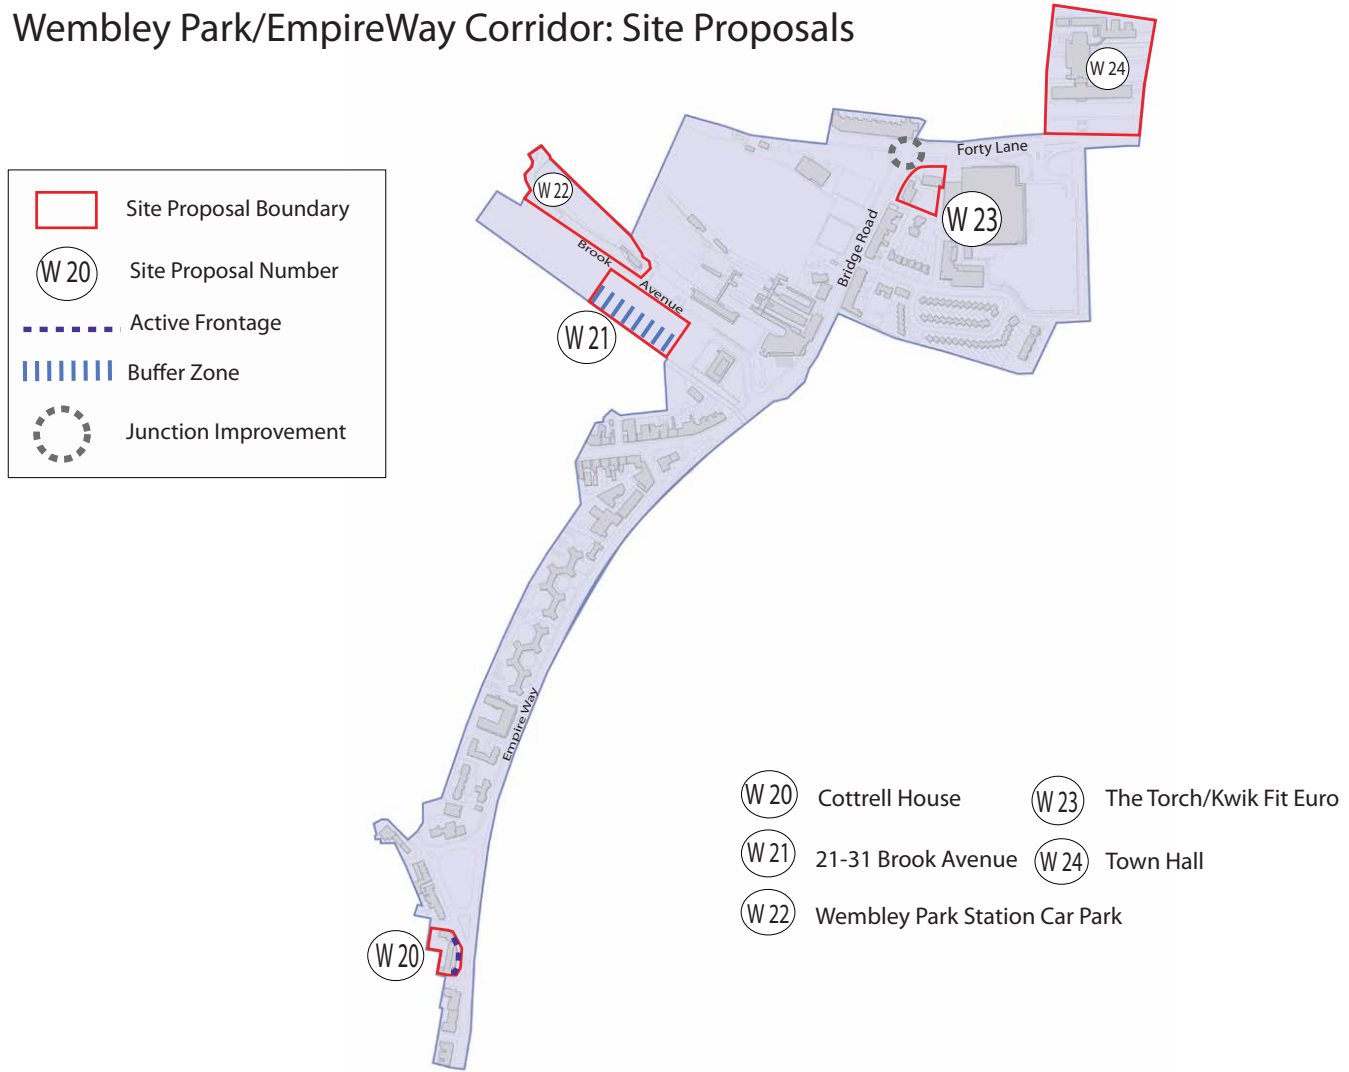 Wembley Park/EmpireWay Corridor: Site Proposals
Site Proposal Boundary
W 20
Site Proposal Number
Active Frontage
Buffer Zone
Junction Improvement
W 24
Forty Lane
W 22
W 23
Bridge Road
Brook
Avenue
W 21
Empire Way
W 20
W 20
Cottrell House
W 21
21-31 Brook Avenue
W 22
Wembley Park Station Car Park
W 23
The Torch/Kwik Fit Euro
W 24
Town Hall